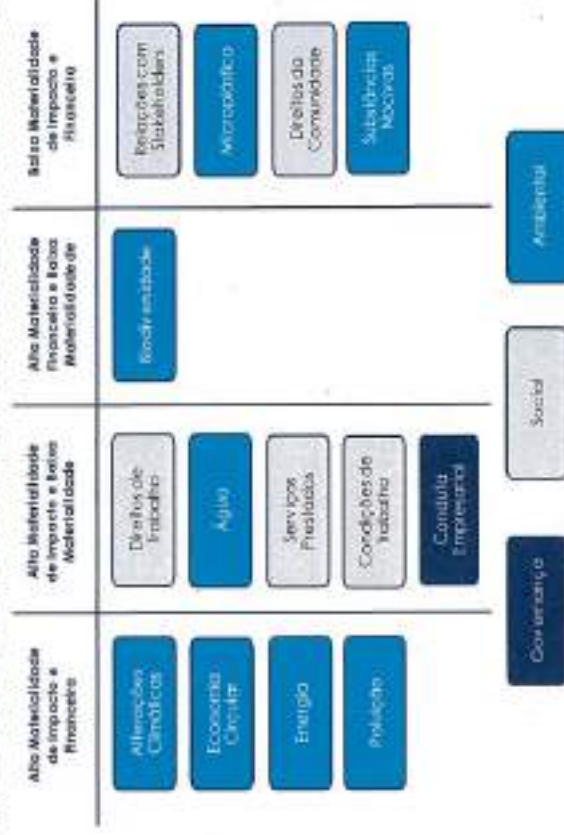 Alta Materialidade
de Impacto e
Financeira
Alterações
Climáticas
Economia
Circular
Energia
Poluição
Alta Materialidade
de Impacto e Baixa
Materialidade
Direitos de
Trabalho
Água
Serviços
Prestados
Condições de
Trabalho
Conduta
Empresarial
Alta Materialidade
Financeira e Baixa
Materialidade de
Biodiversidade
Baixa Materialidade
de Impacto e
Financeira
Relações com
Stakeholders
Microplástico
Direitos da
Comunidade
Substâncias
Nocivas
Governança
Social
Ambiental